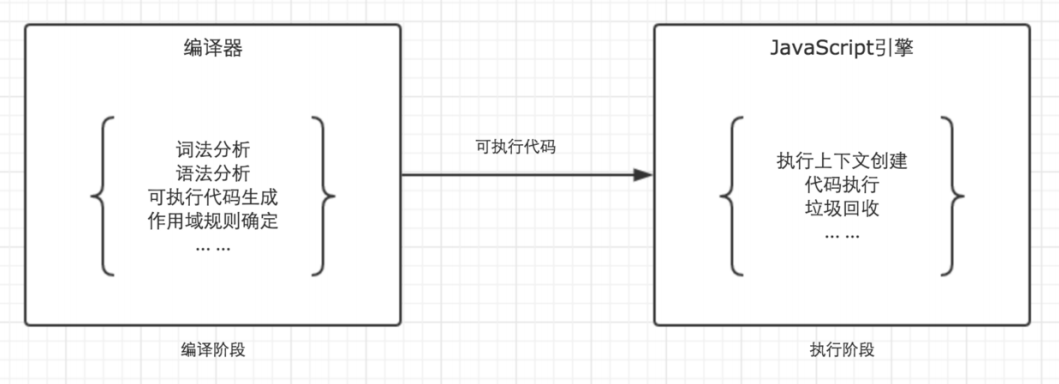 编译器
词法分析
语法分析
可执行代码生成
作用域规则确定
... ...
编译阶段
可执行代码
JavaScript引擎
执行上下文创建
代码执行
垃圾回收
... ...
执行阶段